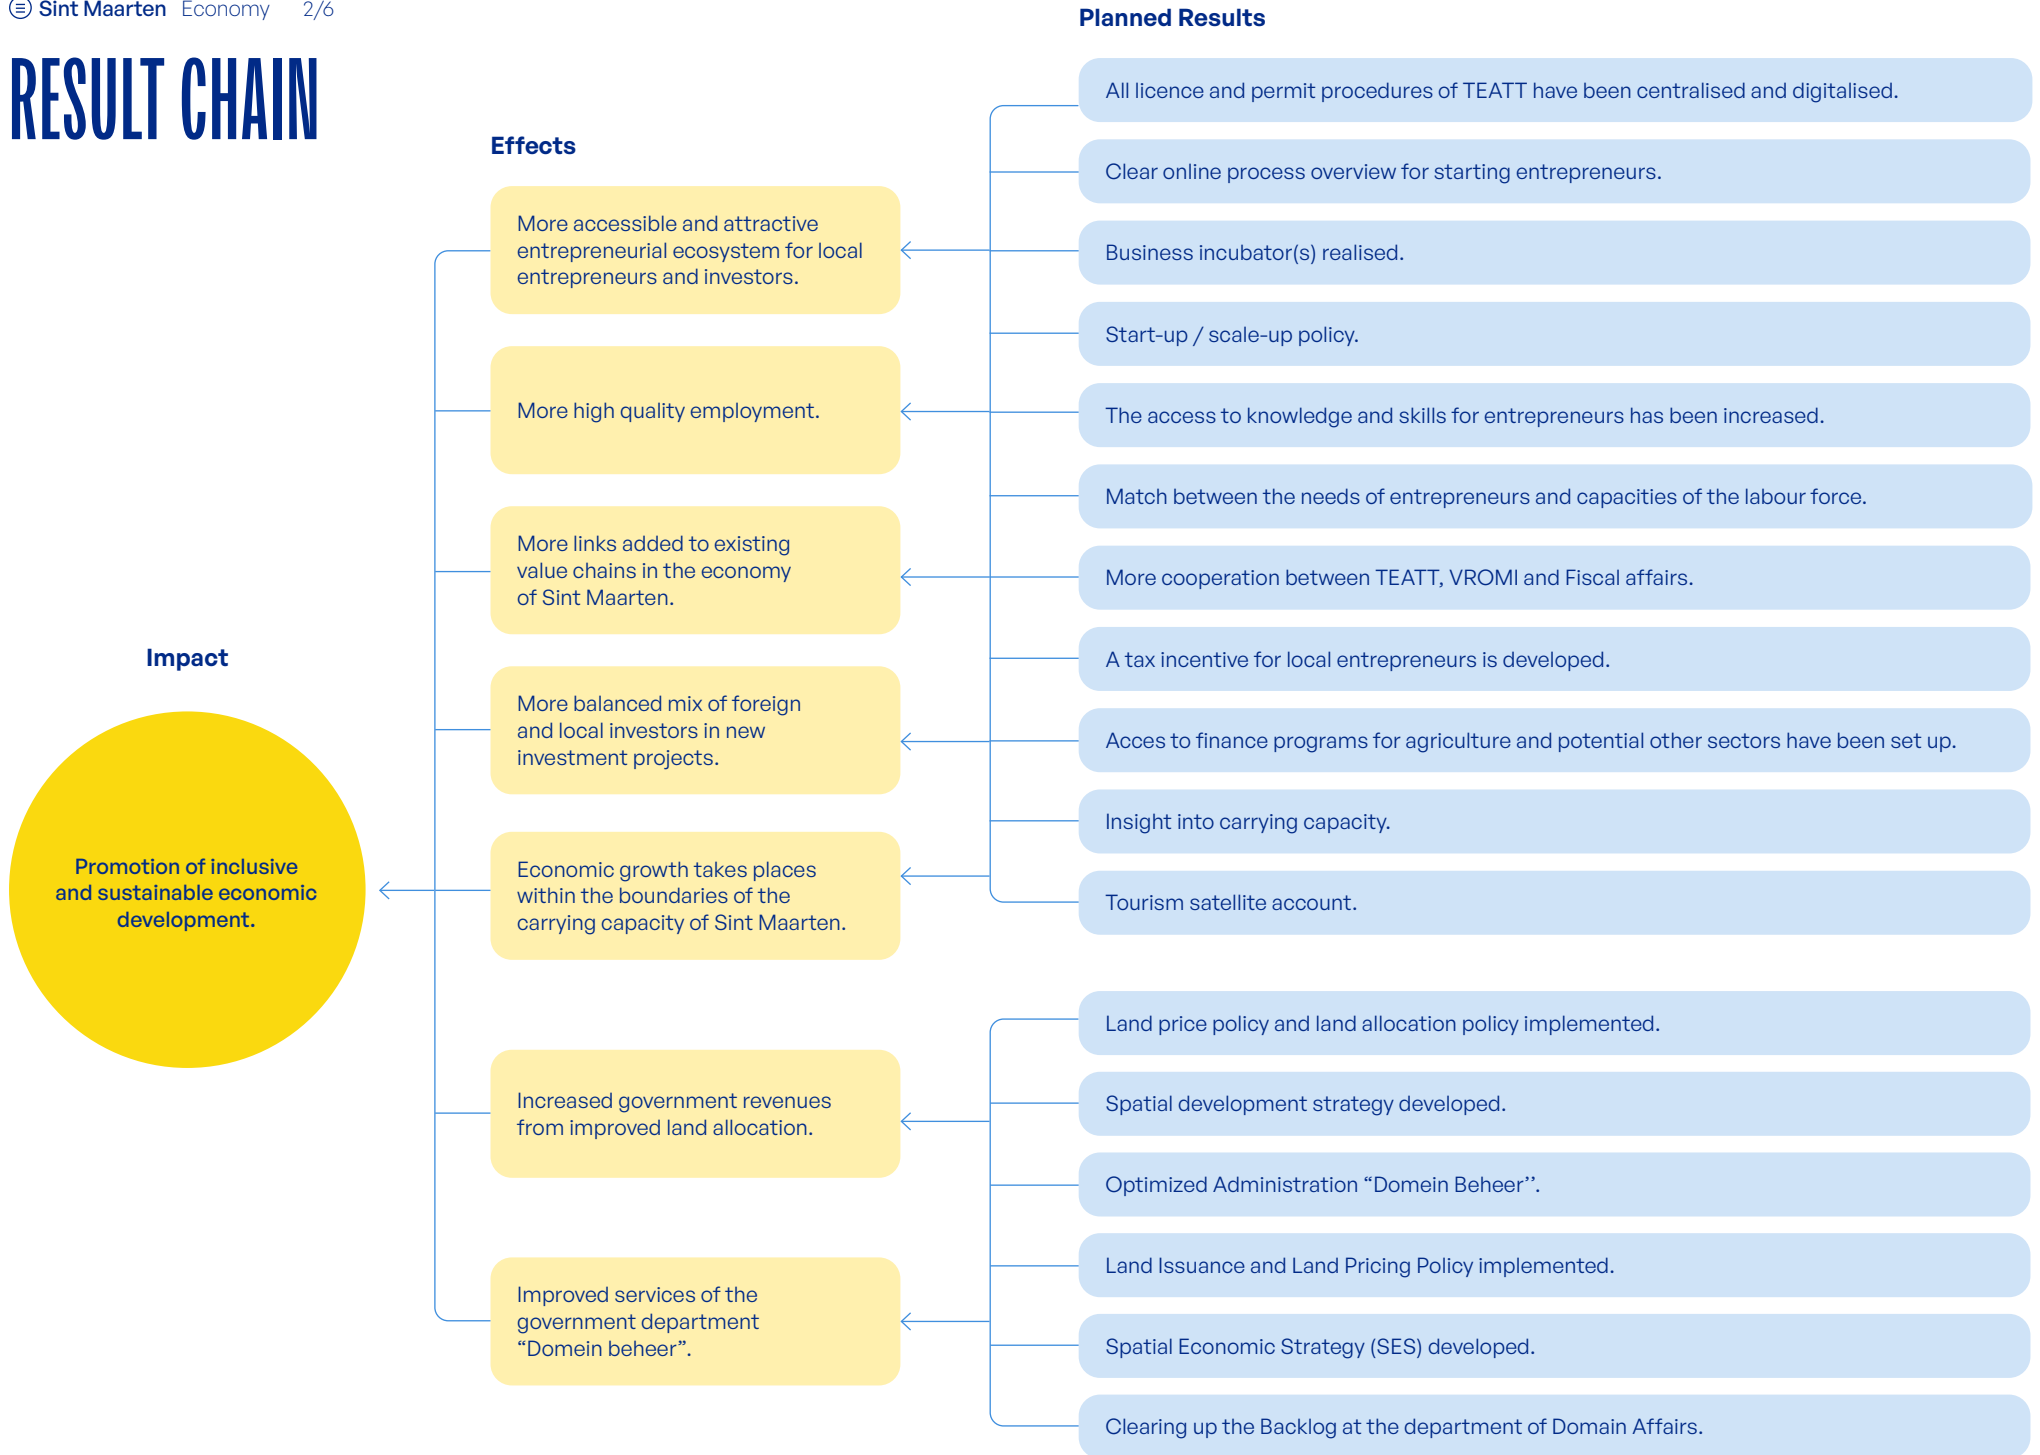 Sint Maarten Economy 2/6
RESULT CHAIN
Impact
Promotion of inclusive
and sustainable economic
development.
Effects
More accessible and attractive
entrepreneurial ecosystem for local
entrepreneurs and investors.
More high quality employment.
More links added to existing
value chains in the economy
of Sint Maarten.
More balanced mix of foreign
and local investors in new
investment projects.
Economic growth takes places
within the boundaries of the
carrying capacity of Sint Maarten.
Increased government revenues
from improved land allocation.
Improved services of the
government department
“Domein beheer”.
Planned Results
All licence and permit procedures of TEATT have been centralised and digitalised.
Clear online process overview for starting entrepreneurs.
Business incubator(s) realised.
Start-up / scale-up policy.
The access to knowledge and skills for entrepreneurs has been increased.
Match between the needs of entrepreneurs and capacities of the labour force.
More cooperation between TEATT, VROMI and Fiscal affairs.
A tax incentive for local entrepreneurs is developed.
Acces to finance programs for agriculture and potential other sectors have been set up.
Insight into carrying capacity.
Tourism satellite account.
Land price policy and land allocation policy implemented.
Spatial development strategy developed.
Optimized Administration “Domein Beheer’’.
Land Issuance and Land Pricing Policy implemented.
Spatial Economic Strategy (SES) developed.
Clearing up the Backlog at the department of Domain Affairs.